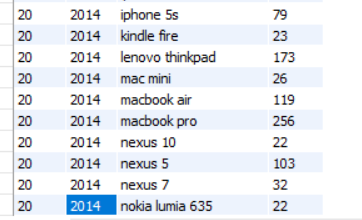 20 2014 iphone 5s 79
20 2014 kindle fire 23
20 2014 lenovo thinkpad 173
20 2014 mac mini 26
20 2014 macbook air 119
20 2014 macbook pro 256
20 2014 nexus 10 22
20 2014 nexus 5 103
20 2014 nexus 7 32
20 2014 nokia lumia 635 22